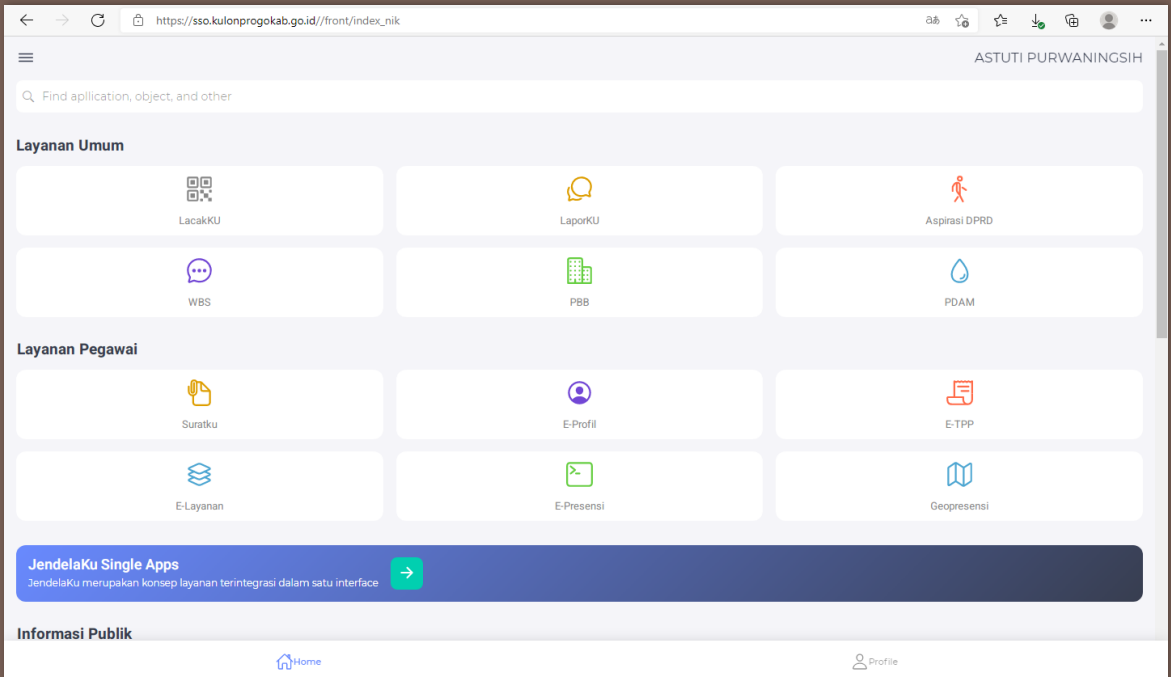 https://sso.kulonprogokab.go.id//front/index_nik
ASTUTI PURWANINGSIH
Find apllication, object, and other
Layanan Umum
LacakKU
LaporKU
Aspirasi DPRD
WBS
PBB
PDAM
Layanan Pegawai
Suratku
E-Profil
E-TPP
E-Layanan
E-Presensi
Geopresensi
JendelaKu Single Apps
JendelaKu merupakan konsep layanan terintegrasi dalam satu interface
Informasi Publik
Home
Profile